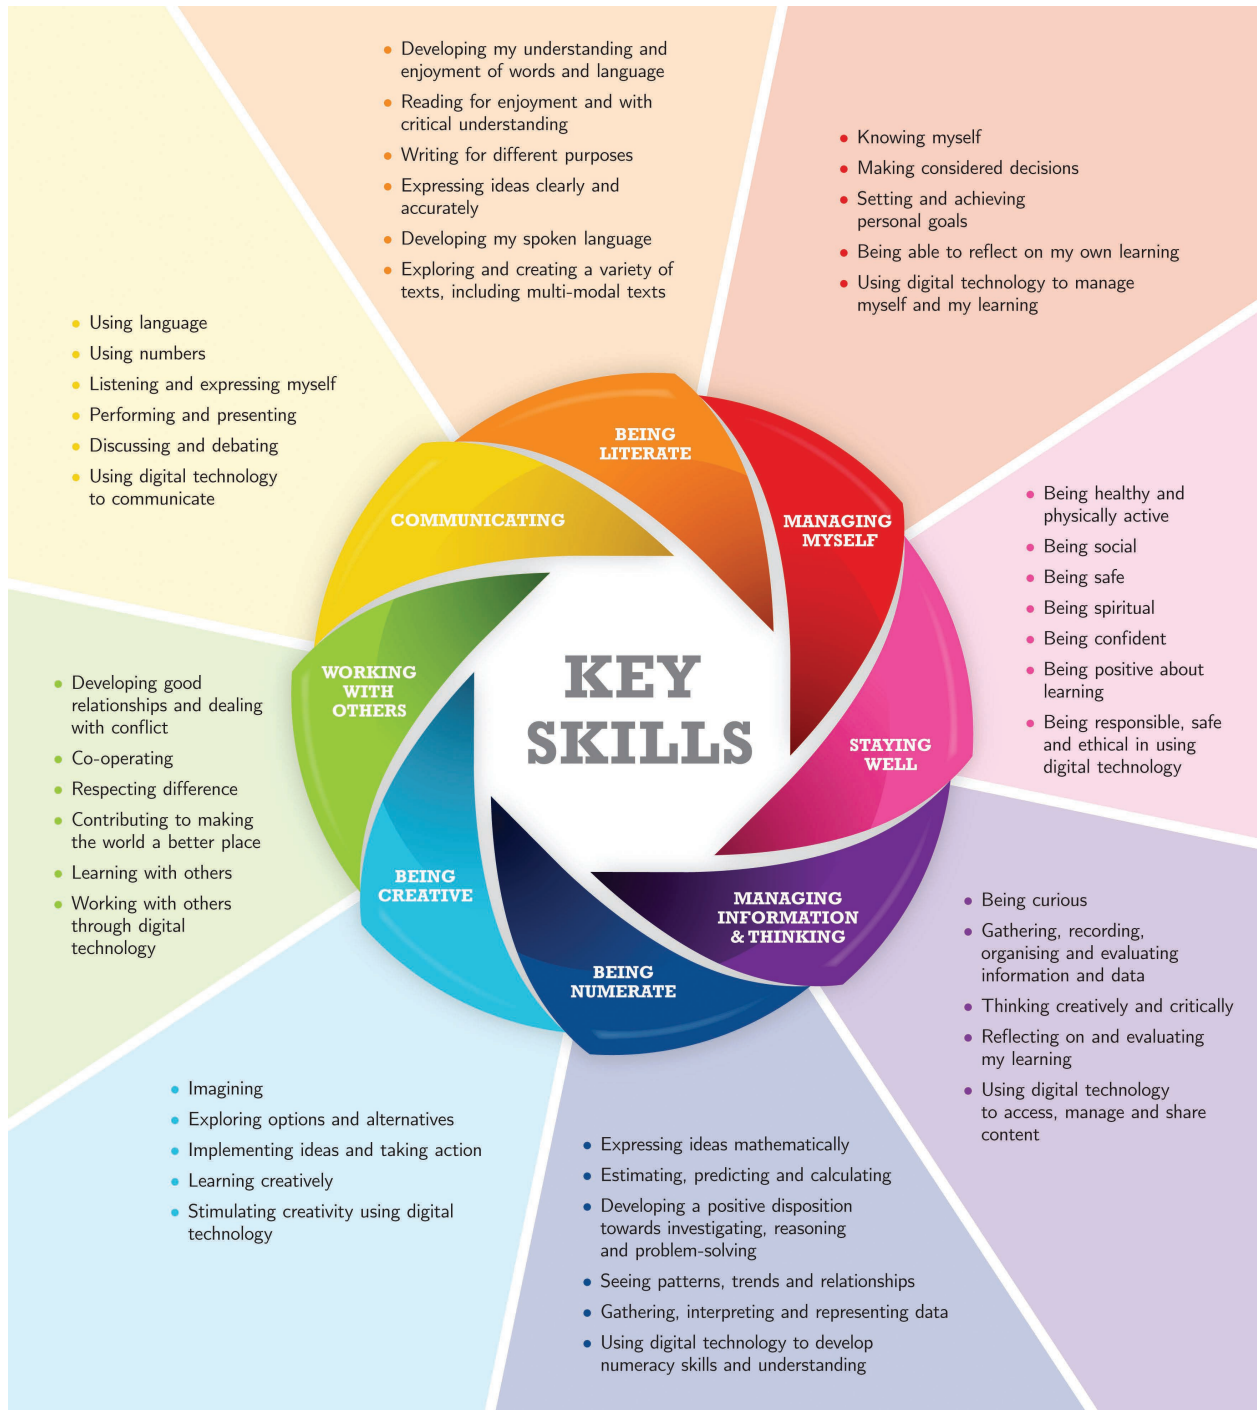 • Developing my understanding and
enjoyment of words and language
• Reading for enjoyment and with
critical understanding
• Writing for different purposes
• Expressing ideas clearly and
accurately
• Developing my spoken language
• Exploring and creating a variety of
texts, including multi-modal texts
• Knowing myself
• Making considered decisions
• Setting and achieving
personal goals
• Being able to reflect on my own learning
• Using digital technology to manage
myself and my learning
• Using language
• Using numbers
• Listening and expressing myself
• Performing and presenting
• Discussing and debating
• Using digital technology
to communicate
BEING
LITERATE
MANAGING
MYSELF
COMMUNICATING
• Being healthy and
physically active
• Being social
• Being safe
• Being spiritual
• Being confident
• Being positive about
learning
• Being responsible, safe
and ethical in using
digital technology
WORKING
WITH
OTHERS
KEY
SKILLS
STAYING
WELL
• Developing good
relationships and dealing
with conflict
• Co-operating
• Respecting difference
• Contributing to making
the world a better place
• Learning with others
• Working with others
through digital
technology
BEING
CREATIVE
MANAGING
INFORMATION
& THINKING
BEING
NUMERATE
• Being curious
• Gathering, recording,
organising and evaluating
information and data
• Thinking creatively and critically
• Reflecting on and evaluating
my learning
• Using digital technology
to access, manage and share
content
• Imagining
• Exploring options and alternatives
• Implementing ideas and taking action
• Learning creatively
• Stimulating creativity using digital
technology
• Expressing ideas mathematically
• Estimating, predicting and calculating
• Developing a positive disposition
towards investigating, reasoning
and problem-solving
• Seeing patterns, trends and relationships
• Gathering, interpreting and representing data
• Using digital technology to develop
numeracy skills and understanding